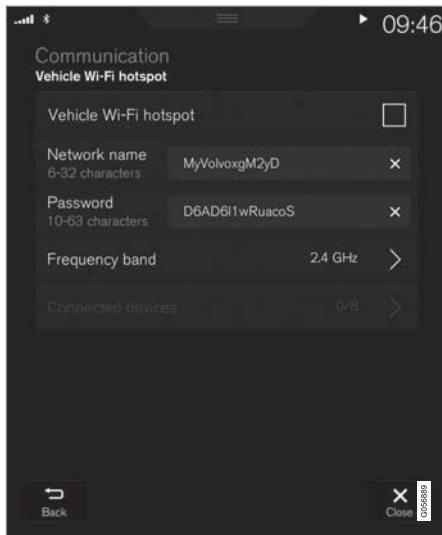 09:46
Communication
Vehicle Wi-Fi hotspot
Vehicle Wi-Fi hotspot
Network name
6-32 characters
MyVolvoxgM2yD
Password
10-63 characters
D6AD6l1wRuacoS
Frequency band
2.4 GHz
Connected devices
0/8
Back
Close
G056889